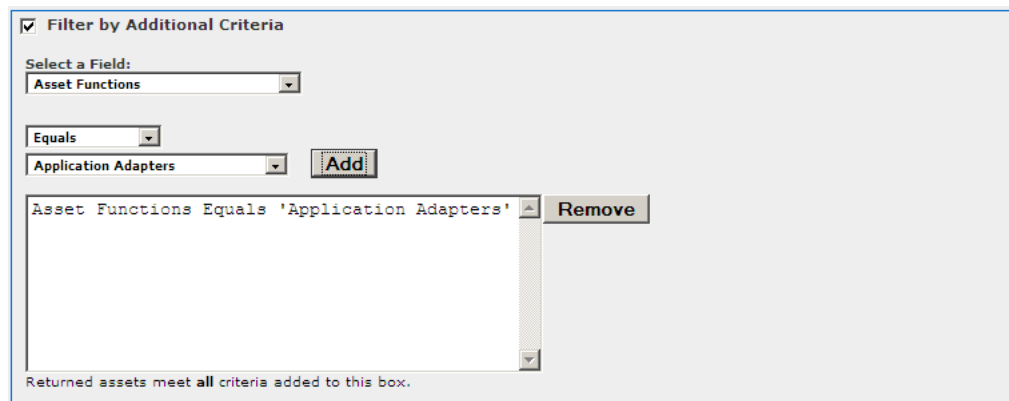 Filter by Additional Criteria
Select a Field:
Asset Functions
Equals
Application Adapters
Add
Asset Functions Equals 'Application Adapters'
Remove
Returned assets meet all criteria added to this box.